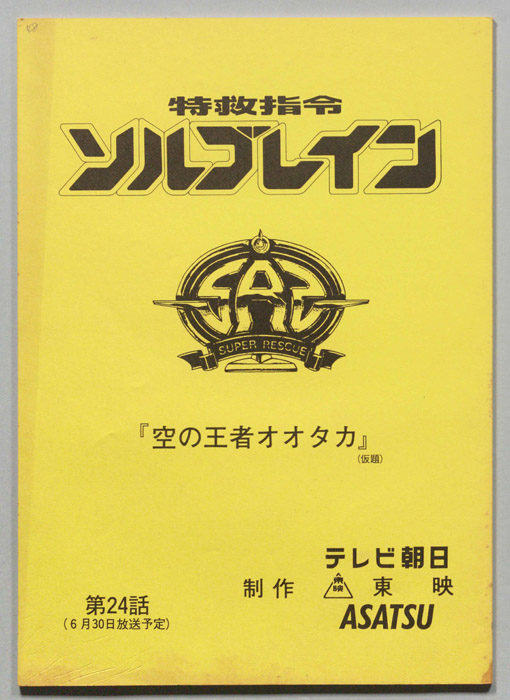 特救指令
ソルブレイン
SUPER RESCUE
『空の王者オオタカ』
(仮題)
テレビ朝日
制作 東映 東映
ASATSU
第24話
(6月30日放送予定)